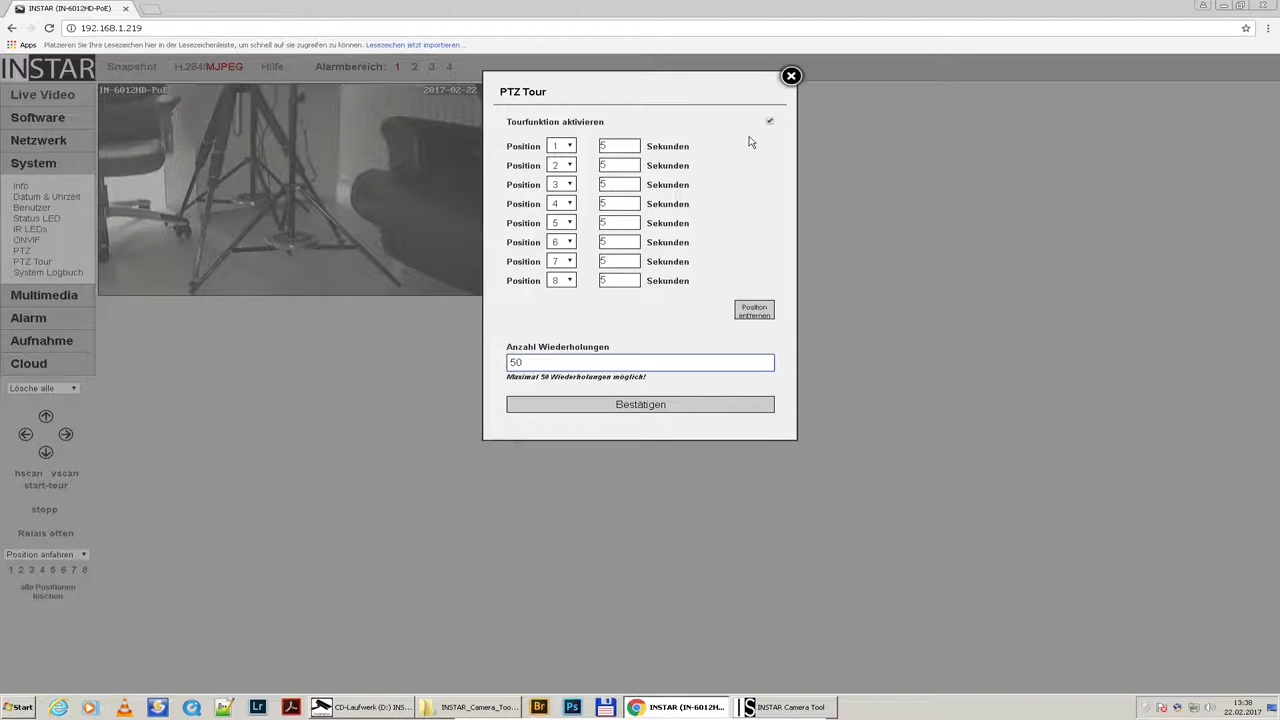 INSTAR (IN-6012HD-PoE)
192.168.1.219
Apps Platzieren Sie Ihre Lesezeichen hier in der Lesezeichenleiste, um schnell auf sie zugreifen zu können. Lesezeichen jetzt importieren...
INSTAR Snapshot H.264/MJPEG Hilfe Alarmbereich: 1 2 3 4
IN-6012HD-PoE 2017-02-22
Live Video
Software
Netzwerk
System
Info
Datum & Uhrzeit
Benutzer
Status LED
IR LEDs
ONVIF
PTZ
PTZ Tour
System Logbuch
Multimedia
Alarm
Aufnahme
Cloud
Lösche alle
hscan vscan
start-tour
stopp
Relais offen
Position anfahren
1 2 3 4 5 6 7 8
alle Positionen
löschen
PTZ Tour
Tourfunktion aktivieren
Position 1 5 Sekunden
Position 2 5 Sekunden
Position 3 5 Sekunden
Position 4 5 Sekunden
Position 5 5 Sekunden
Position 6 5 Sekunden
Position 7 5 Sekunden
Position 8 5 Sekunden
Position
entfernen
Anzahl Wiederholungen
50
Maximal 50 Wiederholungen möglich!
Bestätigen
Start Lr CD-Laufwerk (D:) INS... INSTAR_Camera_Too... Br Ps INSTAR (IN-6012H... INSTAR Camera Tool
13:38
22.02.2017